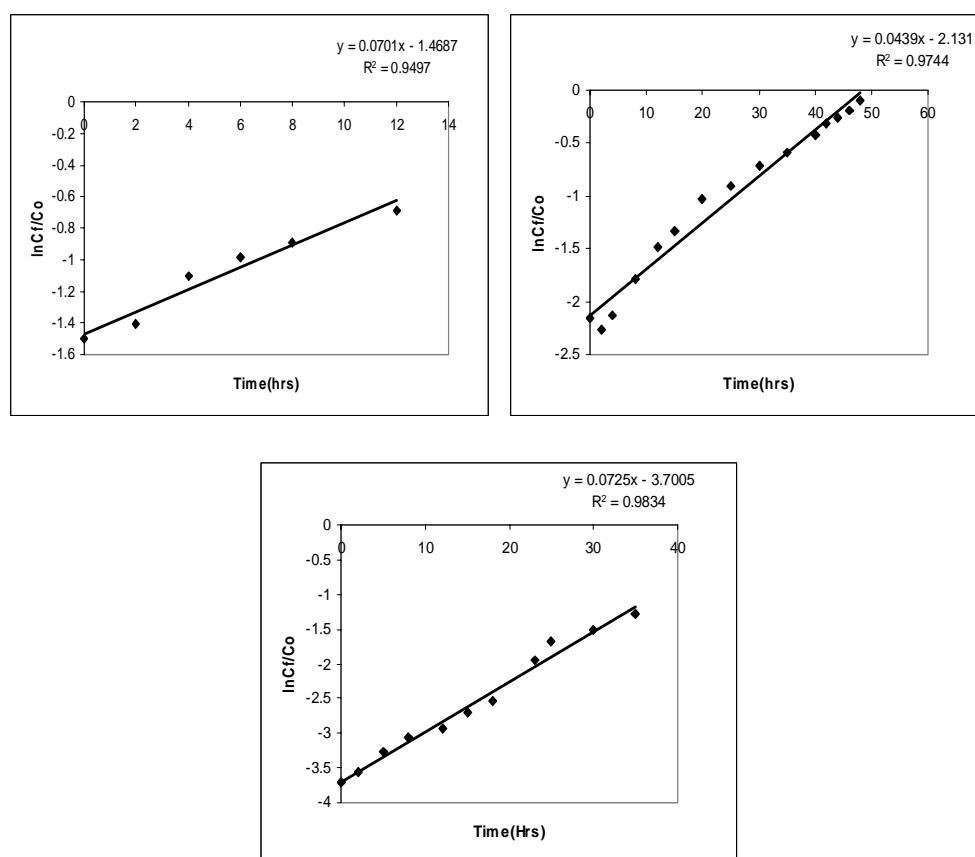 y = 0.0701x - 1.4687
R² = 0.9497
0
0 2 4 6 8 10 12 14
-0.2
-0.4
-0.6
-0.8
-1
-1.2
-1.4
-1.6
lnCf/Co
Time(hrs)
y = 0.0439x - 2.131
R² = 0.9744
0
0 10 20 30 40 50 60
-0.5
-1
-1.5
-2
-2.5
lnCf/Co
Time(hrs)
y = 0.0725x - 3.7005
R² = 0.9834
0
0 10 20 30 40
-0.5
-1
-1.5
-2
-2.5
-3
-3.5
-4
lnCf/Co
Time(Hrs)